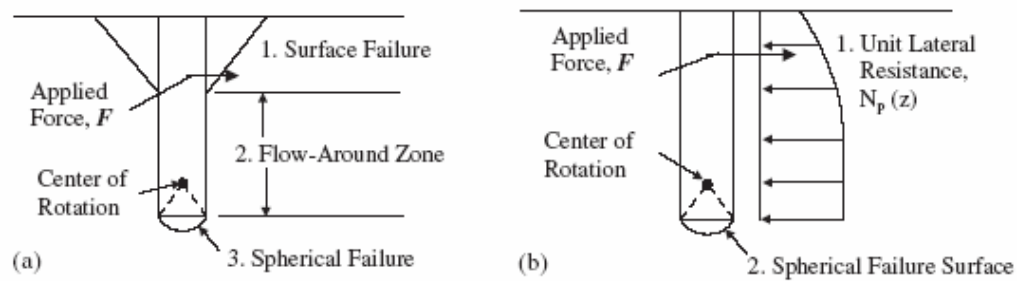 1. Surface Failure
Applied
Force, F
2. Flow-Around Zone
Center of
Rotation
3. Spherical Failure
(a)
Applied
Force, F
1. Unit Lateral
Resistance,
Np (z)
Center of
Rotation
2. Spherical Failure Surface
(b)